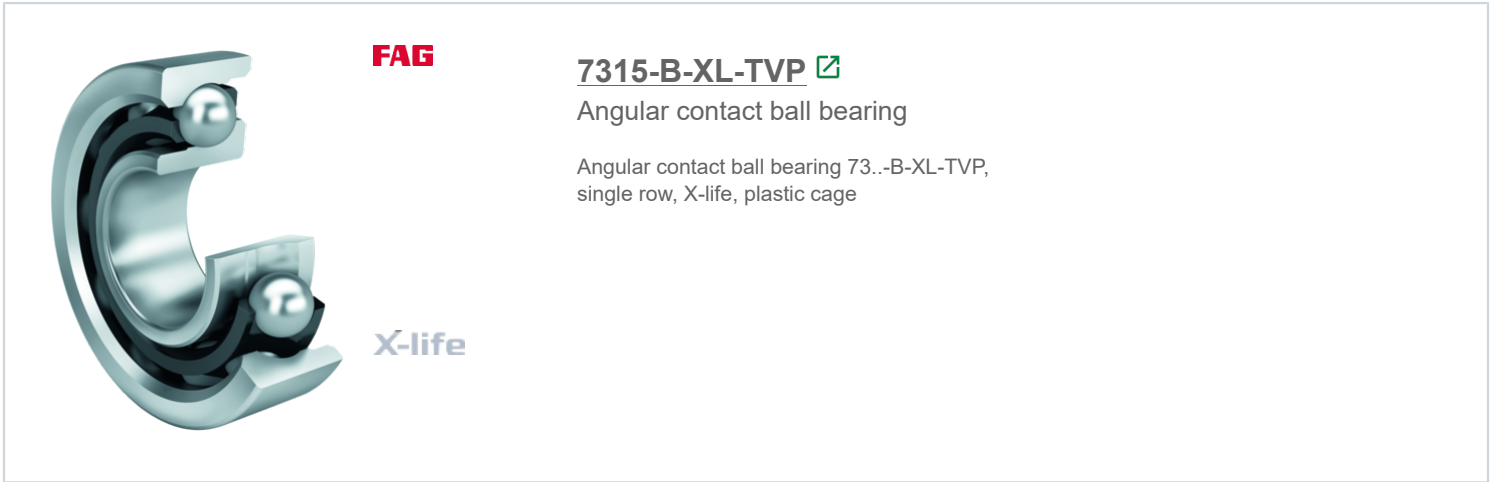 FAG
7315-B-XL-TVP
Angular contact ball bearing
Angular contact ball bearing 73..-B-XL-TVP,
single row, X-life, plastic cage
X-life